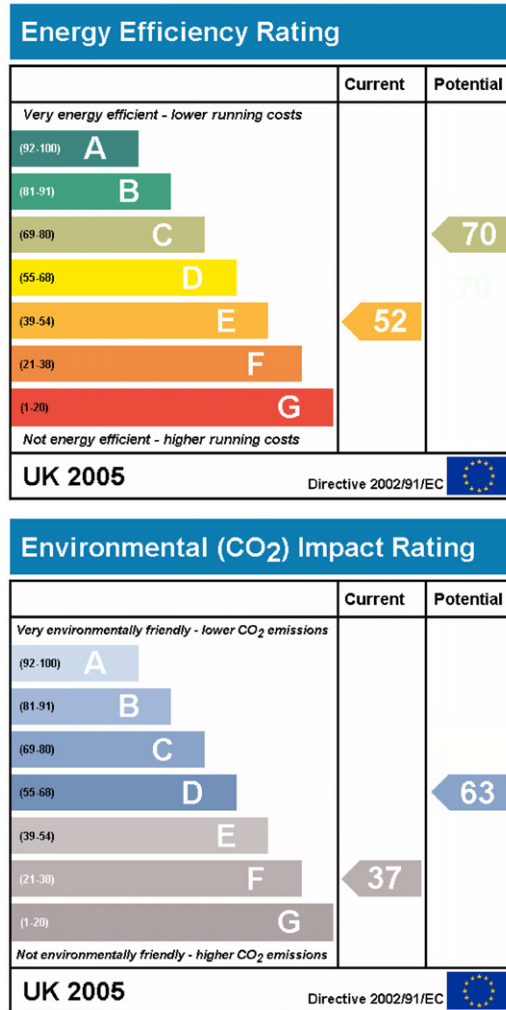 Energy Efficiency Rating
Current Potential
Very energy efficient - lower running costs
(92-100) A
(81-91) B
(69-80) C 70
(55-68) D
70
(39-54) E 52
(21-38) F
(1-20) G
Not energy efficient - higher running costs
UK 2005 Directive 2002/91/EC
Environmental (CO2) Impact Rating
Current Potential
Very environmentally friendly - lower CO2 emissions
(92-100) A
(81-91) B
(69-80) C
(55-68) D 63
(39-54) E
(21-38) F 37
(1-20) G
Not environmentally friendly - higher CO2 emissions
UK 2005 Directive 2002/91/EC